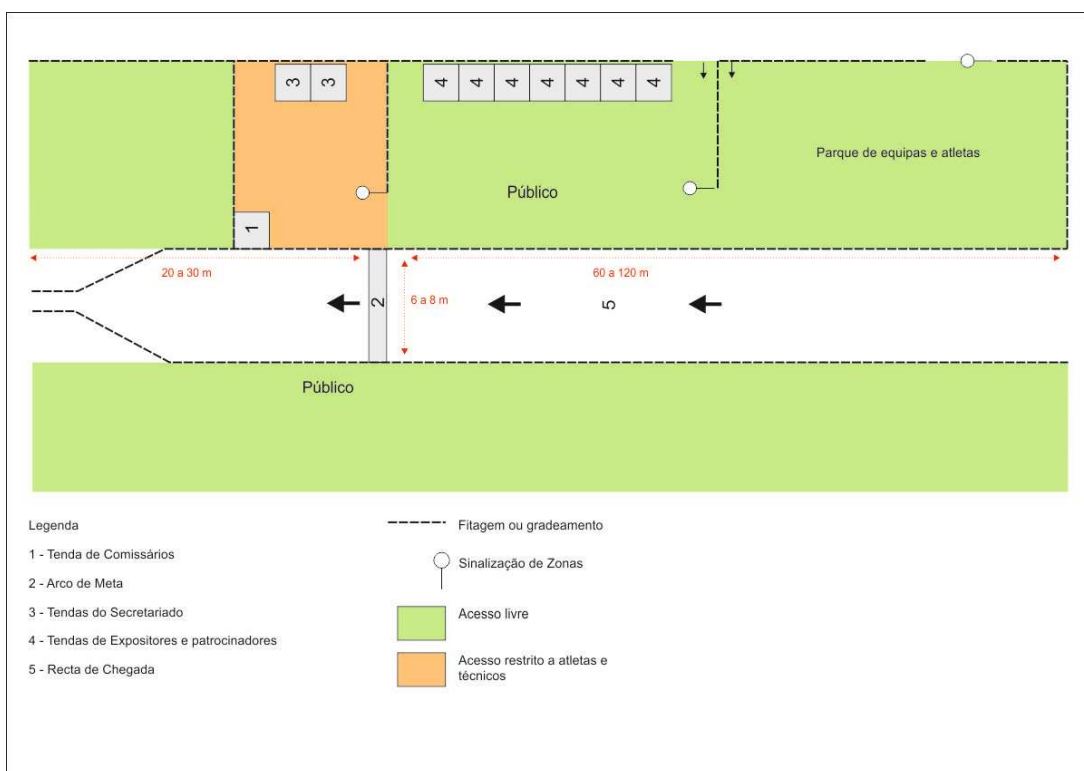 3 3 4 4 4 4 4 4 4
Parque de equipas e atletas
Público
1
20 a 30 m
60 a 120 m
2
6 a 8 m
5
Público
Legenda
1 - Tenda de Comissários
2 - Arco de Meta
3 - Tendas do Secretariado
4 - Tendas de Expositores e patrocinadores
5 - Recta de Chegada
Fitagem ou gradeamento
Sinalização de Zonas
Acesso livre
Acesso restrito a atletas e
técnicos